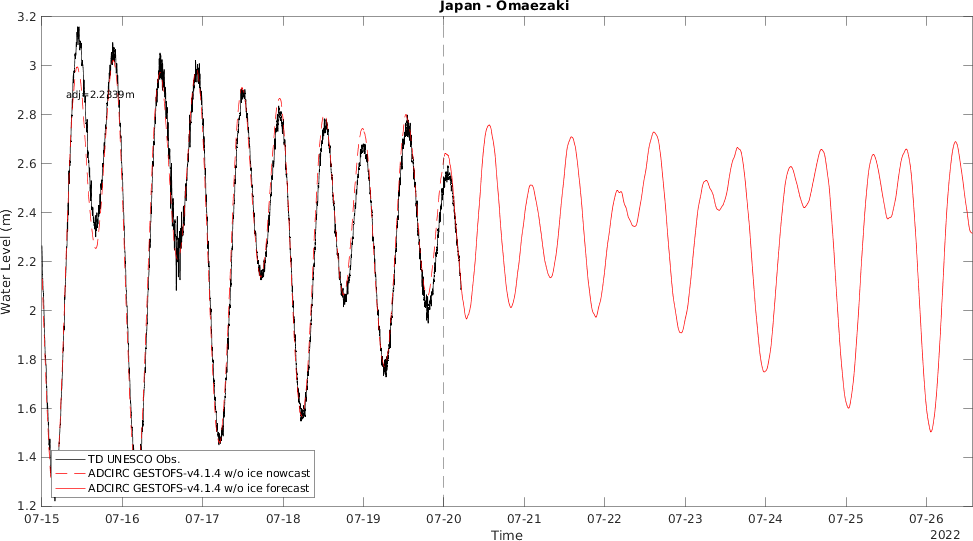 Japan - Omaezaki
3.2
3
2.8
2.6
2.4
2.2
2
1.8
1.6
1.4
1.2
Water Level (m)
adj=2.2339m
TD UNESCO Obs.
ADCIRC GESTOFS-v4.1.4 w/o ice nowcast
ADCIRC GESTOFS-v4.1.4 w/o ice forecast
07-15 07-16 07-17 07-18 07-19 07-20 07-21 07-22 07-23 07-24 07-25 07-26
2022
Time